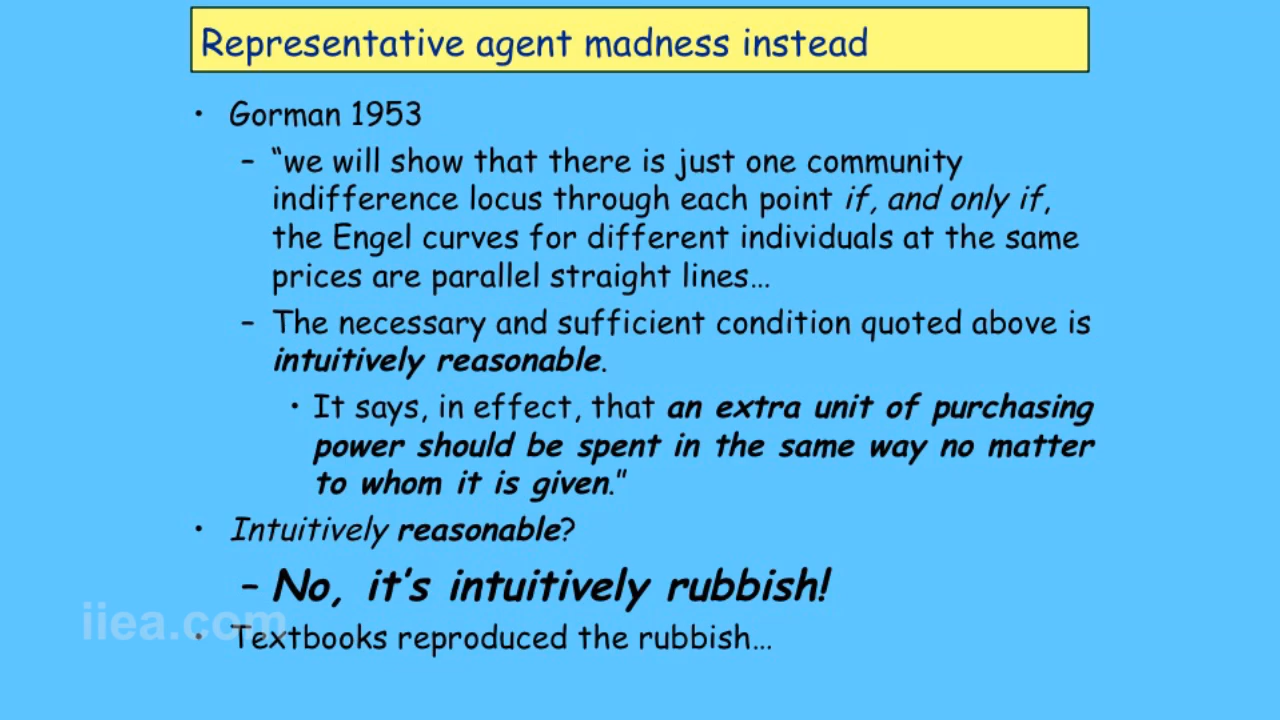 Representative agent madness instead
• Gorman 1953
– “we will show that there is just one community
indifference locus through each point if, and only if,
the Engel curves for different individuals at the same
prices are parallel straight lines…
– The necessary and sufficient condition quoted above is
intuitively reasonable.
• It says, in effect, that an extra unit of purchasing
power should be spent in the same way no matter
to whom it is given."
• Intuitively reasonable?
– No, it’s intuitively rubbish!
iiea.com
• Textbooks reproduced the rubbish…